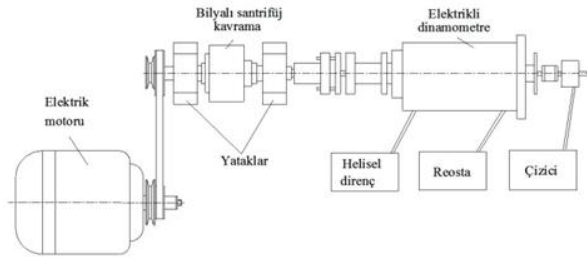 Bilyalı santrifüj
kavrama
Elektrikli
dinamometre
Elektrik
motoru
Yataklar
Helisel
direnç
Reosta
Çizici